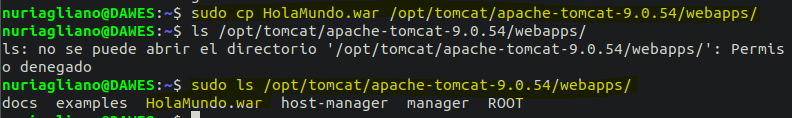 nuriagliano@DAWES:~$ sudo cp HolaMundo.war /opt/tomcat/apache-tomcat-9.0.54/webapps/
nuriagliano@DAWES:~$ ls /opt/tomcat/apache-tomcat-9.0.54/webapps/
ls: no se puede abrir el directorio '/opt/tomcat/apache-tomcat-9.0.54/webapps/': Permis
o denegado
nuriagliano@DAWES:~$ sudo ls /opt/tomcat/apache-tomcat-9.0.54/webapps/
docs  examples  HolaMundo.war  host-manager  manager  ROOT